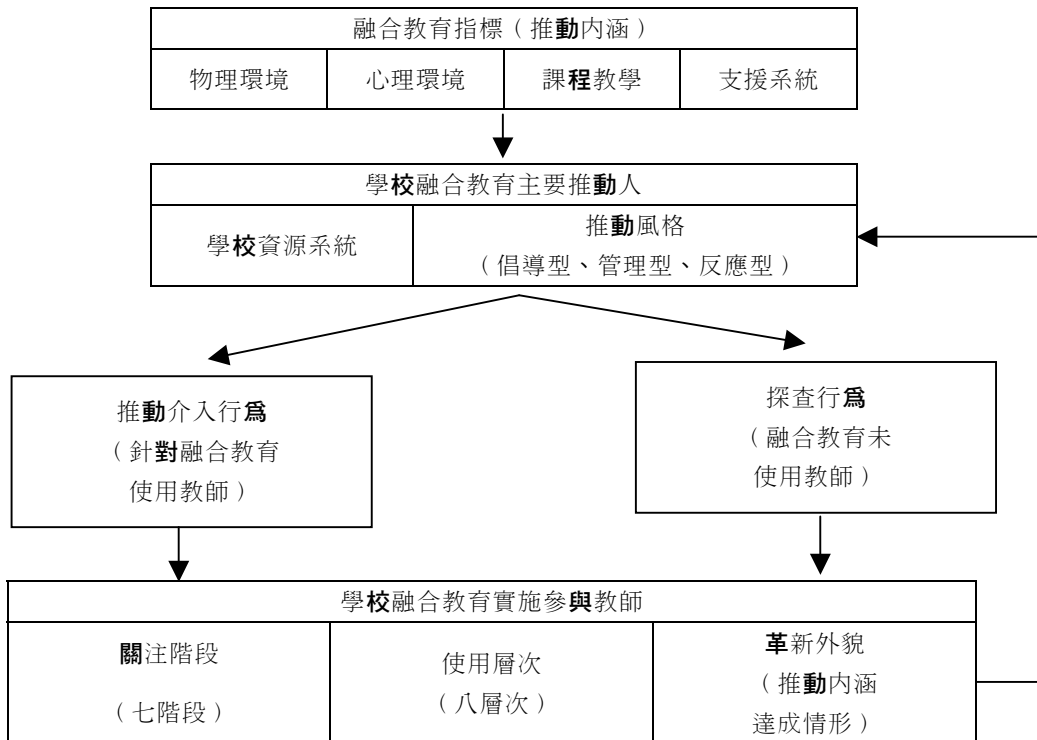 融合教育指標（推動内涵）
物理環境
心理環境
課程教學
支援系統
學校融合教育主要推動人
學校資源系統
推動風格
（倡導型、管理型、反應型）
推動介入行為
（針對融合教育
使用教師）
探查行為
（融合教育未
使用教師）
學校融合教育實施參與教師
關注階段
（七階段）
使用層次
（八層次）
革新外貌
（推動内涵
達成情形）